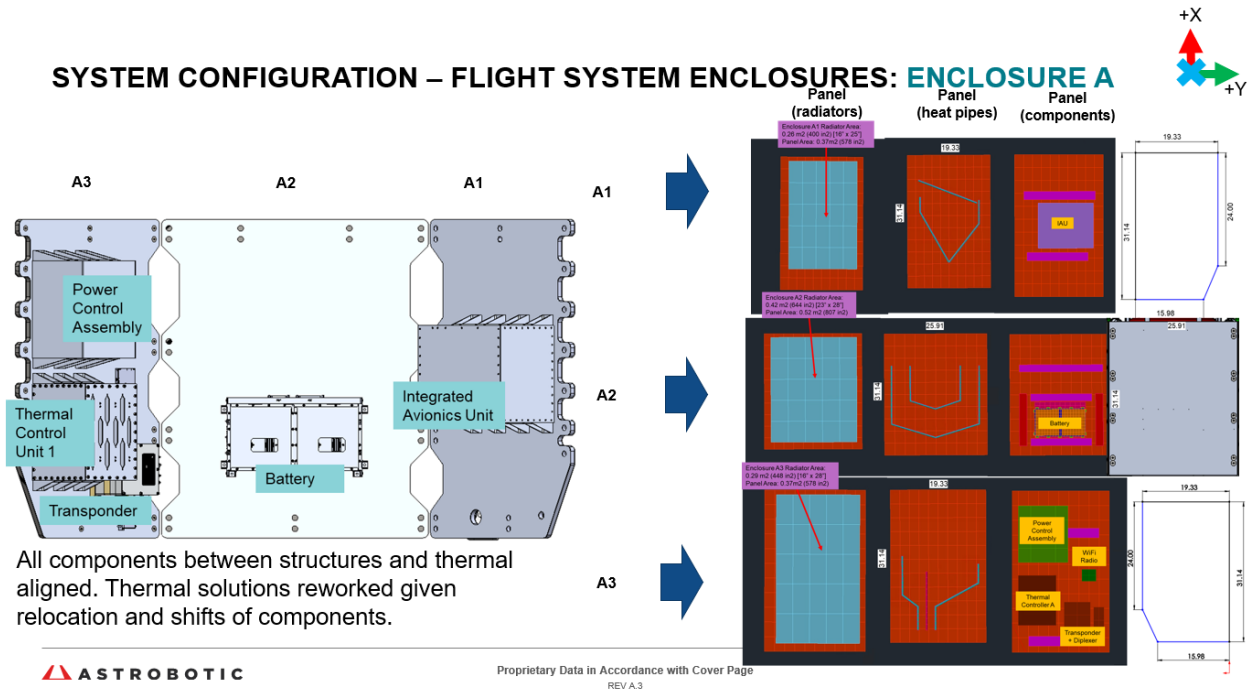 +X
+Y
SYSTEM CONFIGURATION – FLIGHT SYSTEM ENCLOSURES: ENCLOSURE A
Panel
(radiators)
Panel
(heat pipes)
Panel
(components)
A3
A2
A1
Power
Control
Assembly
Thermal
Control
Unit 1
Transponder
Battery
Integrated
Avionics Unit
A1
Enclosure A1 Radiator Area:
0.26 m2 (400 in2) [16" x 25"]
Panel Area: 0.37m2 (578 in2)
19.33
31.14
IAU
19.33
31.14
24.00
15.98
A2
Enclosure A2 Radiator Area:
0.42 m2 (644 in2) [23" x 28"]
Panel Area: 0.52 m2 (807 in2)
25.91
31.14
Battery
25.91
31.14
A3
Enclosure A3 Radiator Area:
0.29 m2 (448 in2) [16" x 28"]
Panel Area: 0.37m2 (578 in2)
19.33
31.14
Power
Control
Assembly
WiFi
Radio
Thermal
Controller A
Transponder
+ Diplexer
19.33
24.00
31.14
15.98
All components between structures and thermal
aligned. Thermal solutions reworked given
relocation and shifts of components.
ASTROBOTIC
Proprietary Data in Accordance with Cover Page
REV A.3